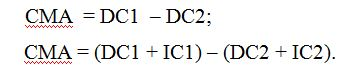 CMA = DC1 – DC2;
CMA = (DC1 + IC1) – (DC2 + IC2).